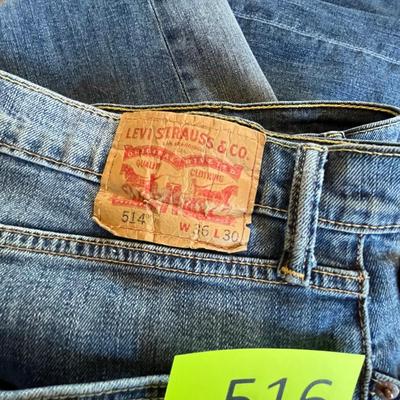 LEVI STRAUSS & CO.
QUALITY CLOTHING
514
W 36 L 30
516